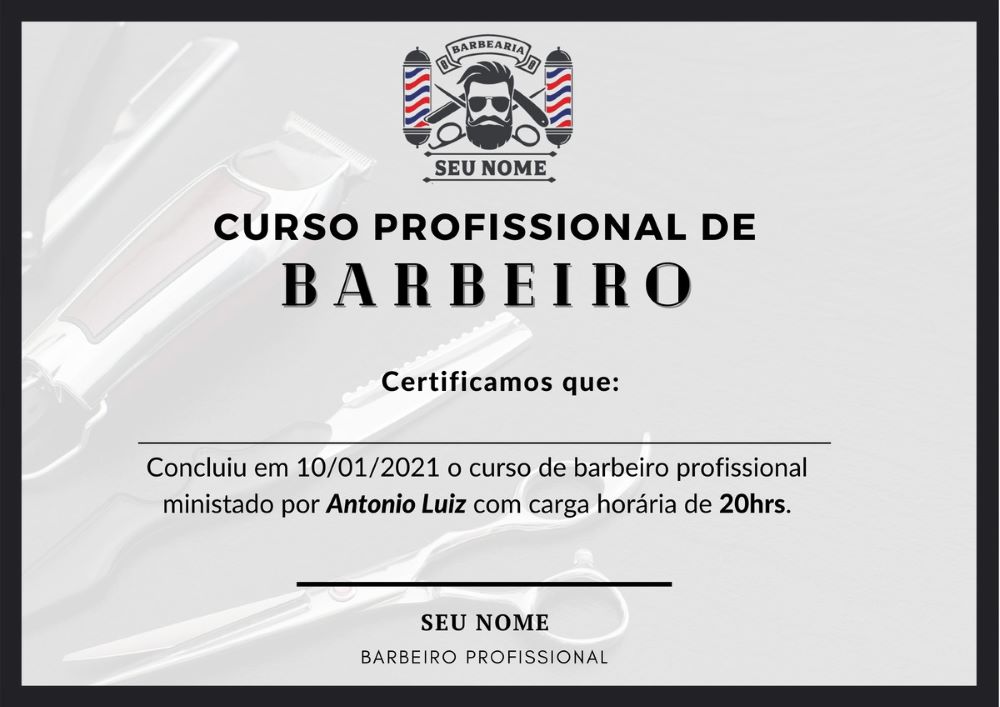 BARBEARIA
SEU NOME
CURSO PROFISSIONAL DE
BARBEIRO
Certificamos que:
Concluiu em 10/01/2021 o curso de barbeiro profissional
ministado por Antonio Luiz com carga horária de 20hrs.
SEU NOME
BARBEIRO PROFISSIONAL